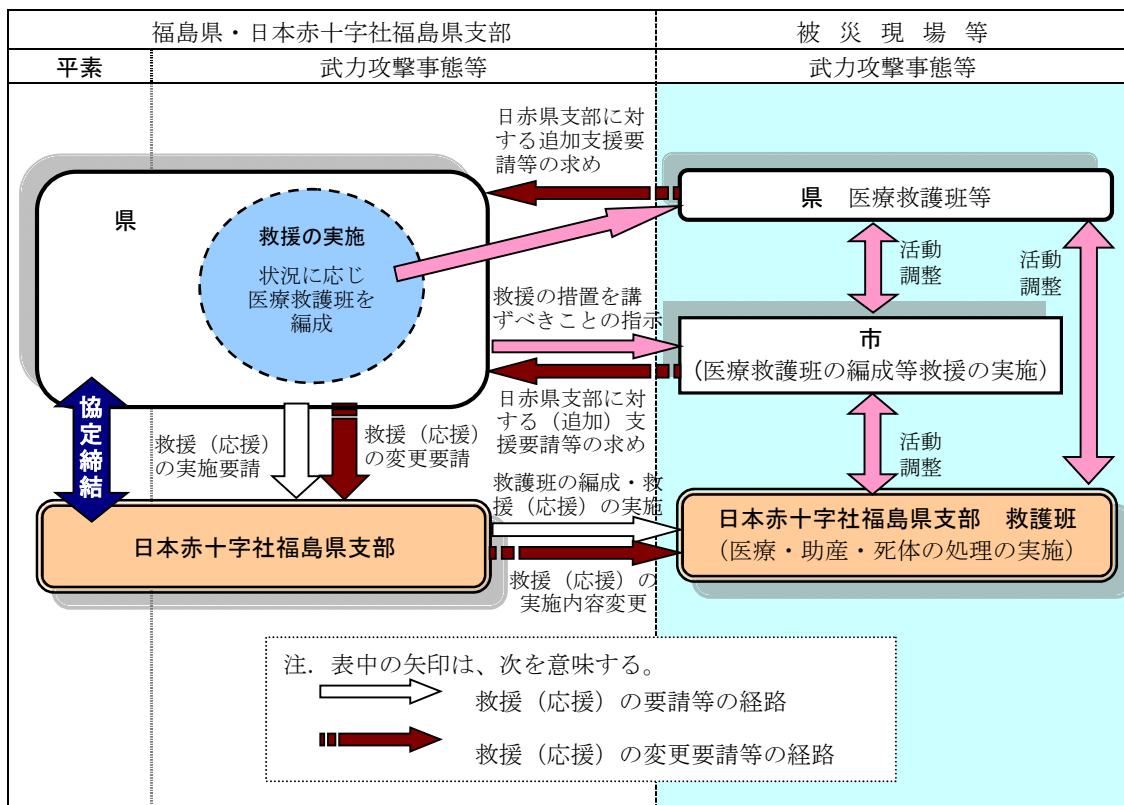 福島県・日本赤十字社福島県支部
被 災 現 場 等
平素
武力攻撃事態等
武力攻撃事態等
日赤県支部に対
する追加支援要
請等の求め
県
救援の実施
状況に応じ
医療救護班を
編成
県 医療救護班等
活動
調整
活動
調整
救援の措置を講
ずべきことの指示
市
(医療救護班の編成等救援の実施)
日赤県支部に対
する（追加）支
援要請等の求め
協定締結
救援（応援）
の実施要請
救援（応援）
の変更要請
活動
調整
救護班の編成・救
援（応援）の実施
日本赤十字社福島県支部
日本赤十字社福島県支部 救護班
(医療・助産・死体の処理の実施)
救援（応援）の
実施内容変更
注．表中の矢印は、次を意味する。
救援（応援）の要請等の経路
救援（応援）の変更要請等の経路